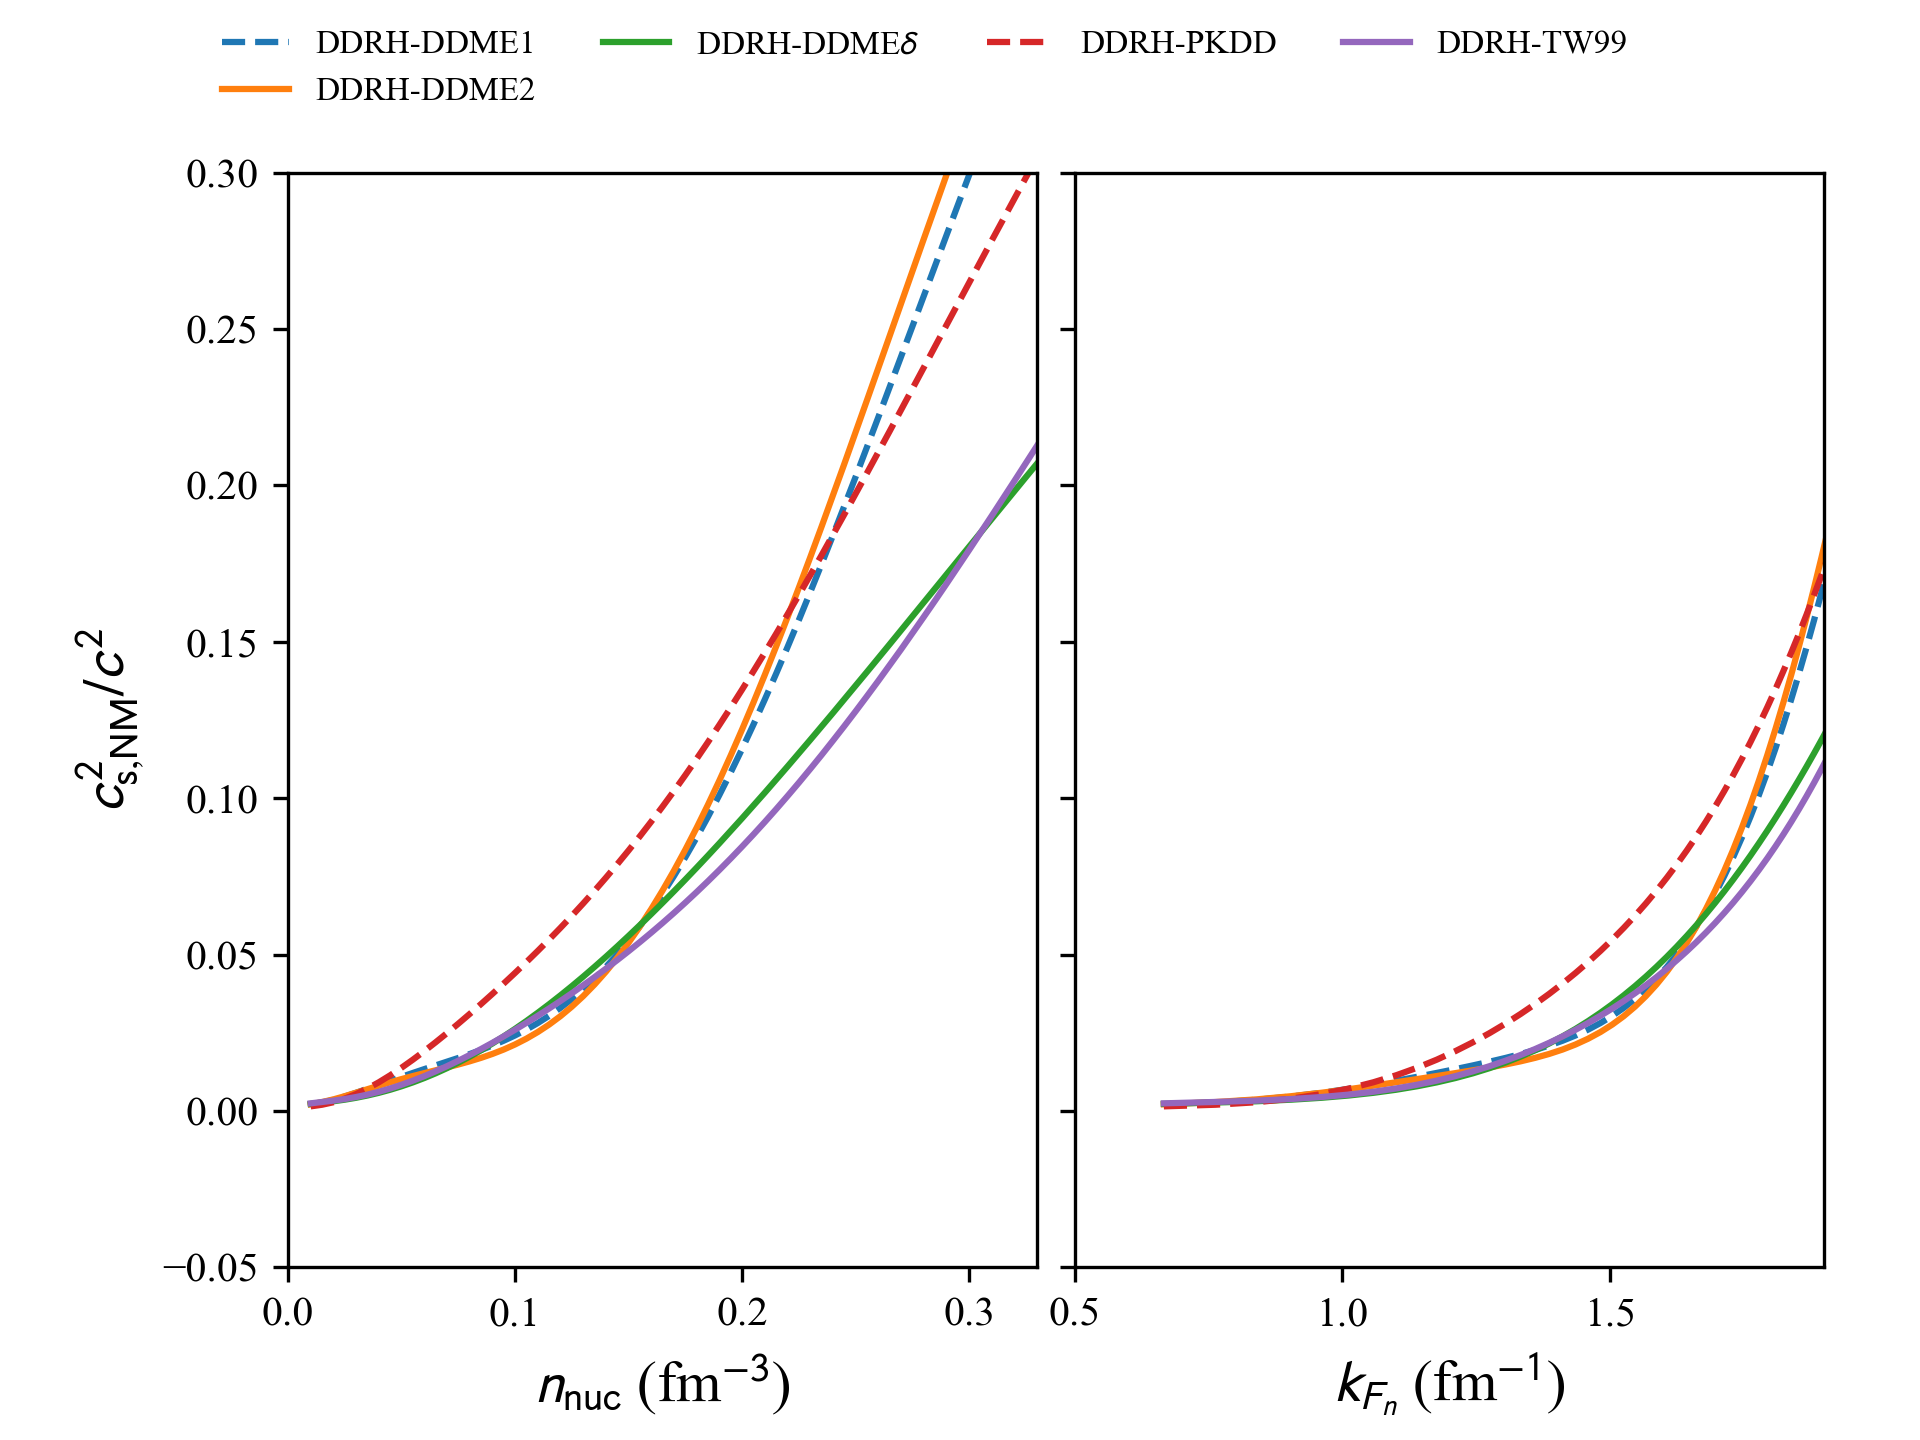 DDRH-DDME1 DDRH-DDMEδ DDRH-PKDD DDRH-TW99
DDRH-DDME2
0.30
0.25
0.20
0.15
0.10
0.05
0.00
−0.05
c²s,NM/c²
0.0 0.1 0.2 0.3 0.5 1.0 1.5
nnuc (fm⁻³) kFn (fm⁻¹)